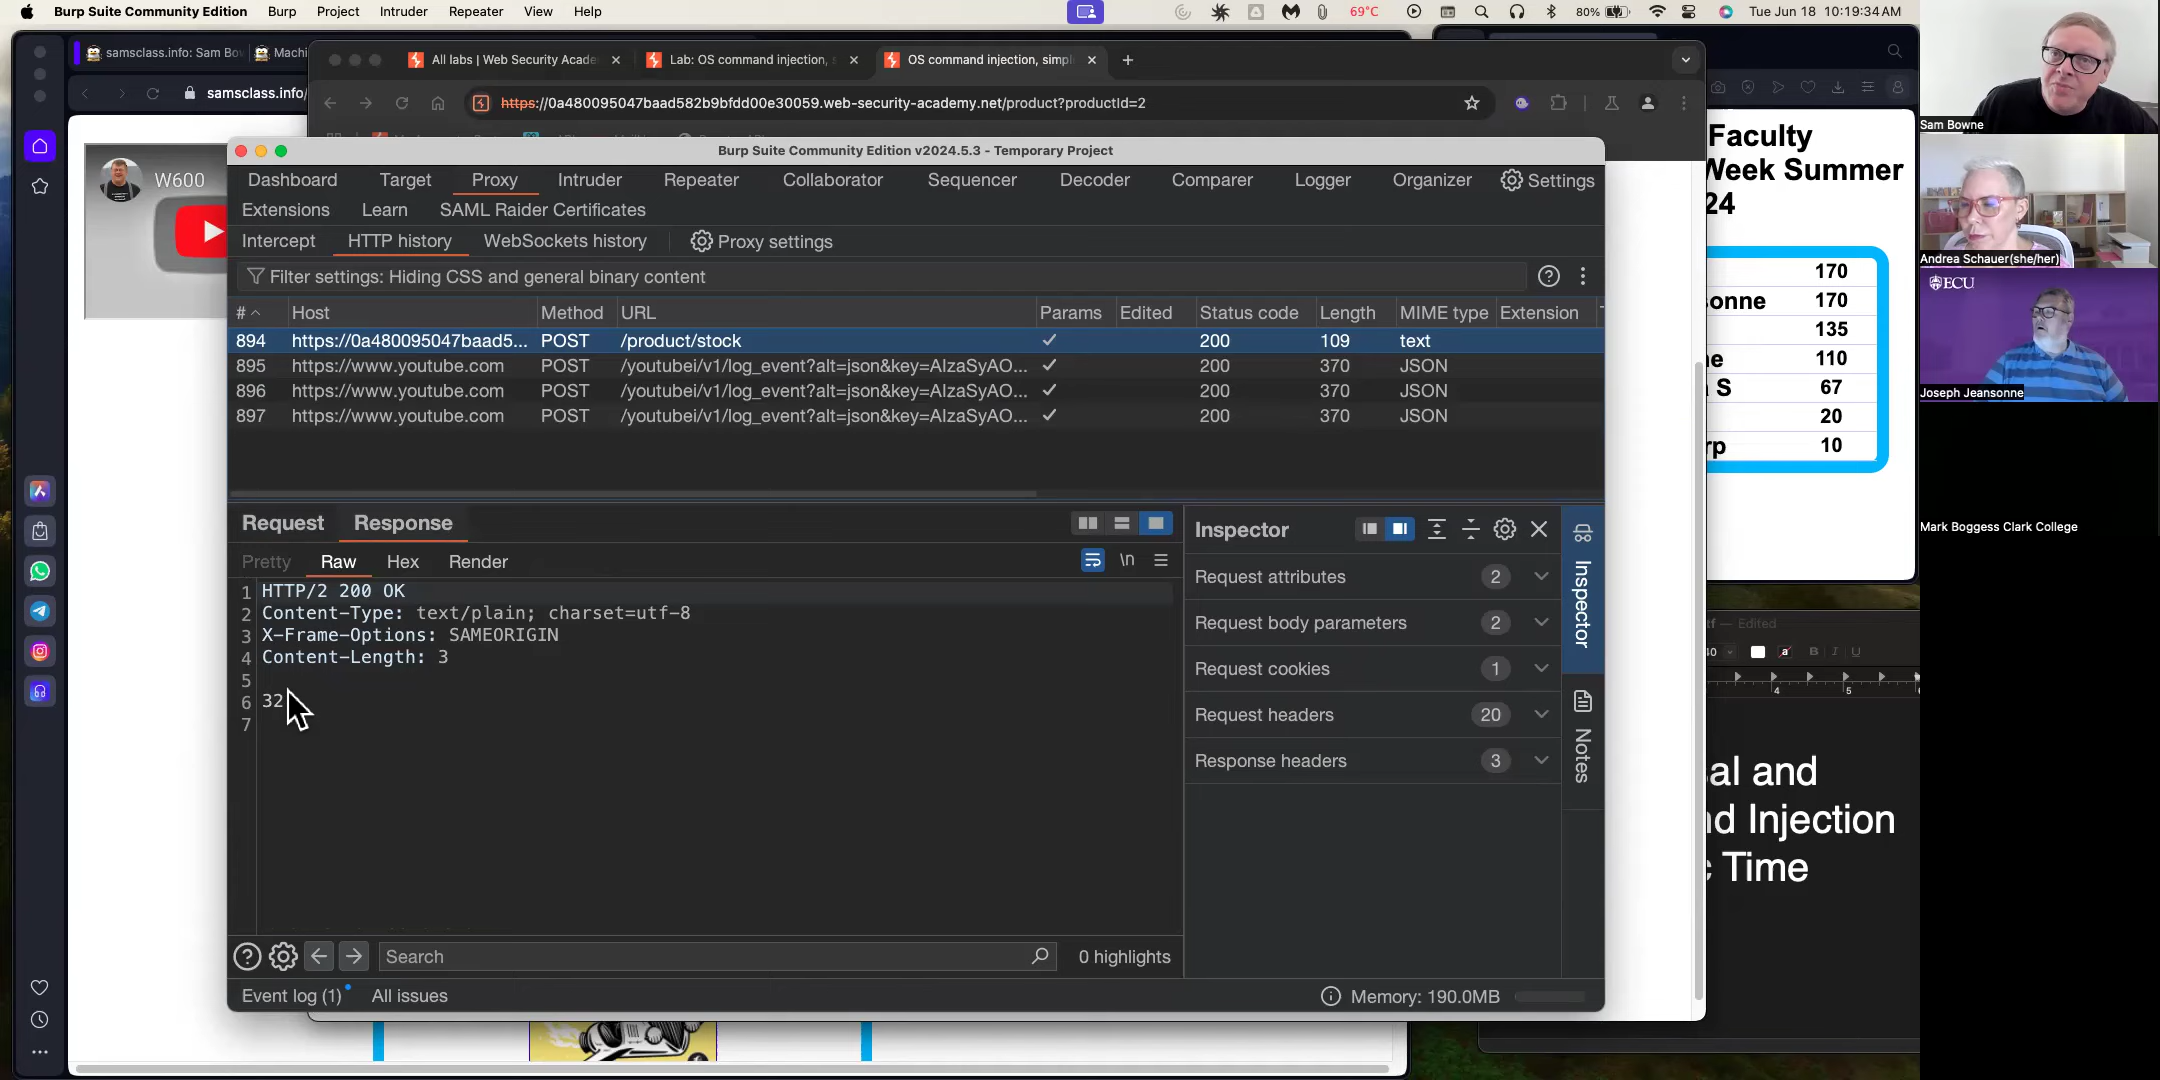 Burp Suite Community Edition Burp Project Intruder Repeater View Help
69°C 80% Tue Jun 18 10:19:34 AM
samsclass.info: Sam Bow
Machi
All labs | Web Security Acade
Lab: OS command injection, s
OS command injection, simpl
samsclass.info/
https://0a480095047baad582b9bfdd00e30059.web-security-academy.net/product?productId=2
W600
Burp Suite Community Edition v2024.5.3 - Temporary Project
Dashboard Target Proxy Intruder Repeater Collaborator Sequencer Decoder Comparer Logger Organizer Settings
Extensions Learn SAML Raider Certificates
Intercept HTTP history WebSockets history Proxy settings
Filter settings: Hiding CSS and general binary content
# Host Method URL Params Edited Status code Length MIME type Extension
894 https://0a480095047baad5... POST /product/stock ✓ 200 109 text
895 https://www.youtube.com POST /youtubei/v1/log_event?alt=json&key=AIzaSyAO... ✓ 200 370 JSON
896 https://www.youtube.com POST /youtubei/v1/log_event?alt=json&key=AIzaSyAO... ✓ 200 370 JSON
897 https://www.youtube.com POST /youtubei/v1/log_event?alt=json&key=AIzaSyAO... ✓ 200 370 JSON
Request Response
Pretty Raw Hex Render
\n
1 HTTP/2 200 OK
2 Content-Type: text/plain; charset=utf-8
3 X-Frame-Options: SAMEORIGIN
4 Content-Length: 3
5
6 32
7
Inspector
Request attributes 2
Request body parameters 2
Request cookies 1
Request headers 20
Response headers 3
Inspector
Notes
Search
0 highlights
Event log (1) All issues
Memory: 190.0MB
Faculty
Week Summer
24
170
onne 170
135
ne 110
S 67
20
rp 10
tf — Edited
B I U
4 5
al and
nd Injection
Time
Sam Bowne
Andrea Schauer(she/her)
ECU
Joseph Jeansonne
Mark Boggess Clark College